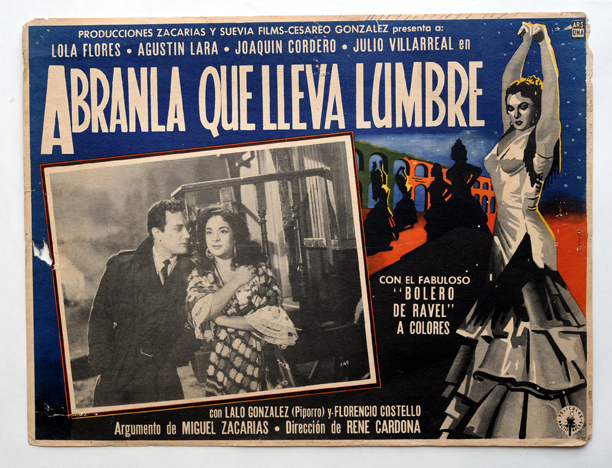 PRODUCCIONES ZACARIAS Y SUEVIA FILMS-CESAREO GONZALEZ presenta a:
LOLA FLORES • AGUSTIN LARA • JOAQUIN CORDERO • JULIO VILLARREAL en
ABRANLA QUE LLEVA LUMBRE
ARS
UNA
CON EL FABULOSO
"BOLERO
DE RAVEL"
A COLORES
con LALO GONZALEZ (Piporro) y FLORENCIO COSTELLO
Argumento de MIGUEL ZACARIAS • Dirección de RENE CARDONA